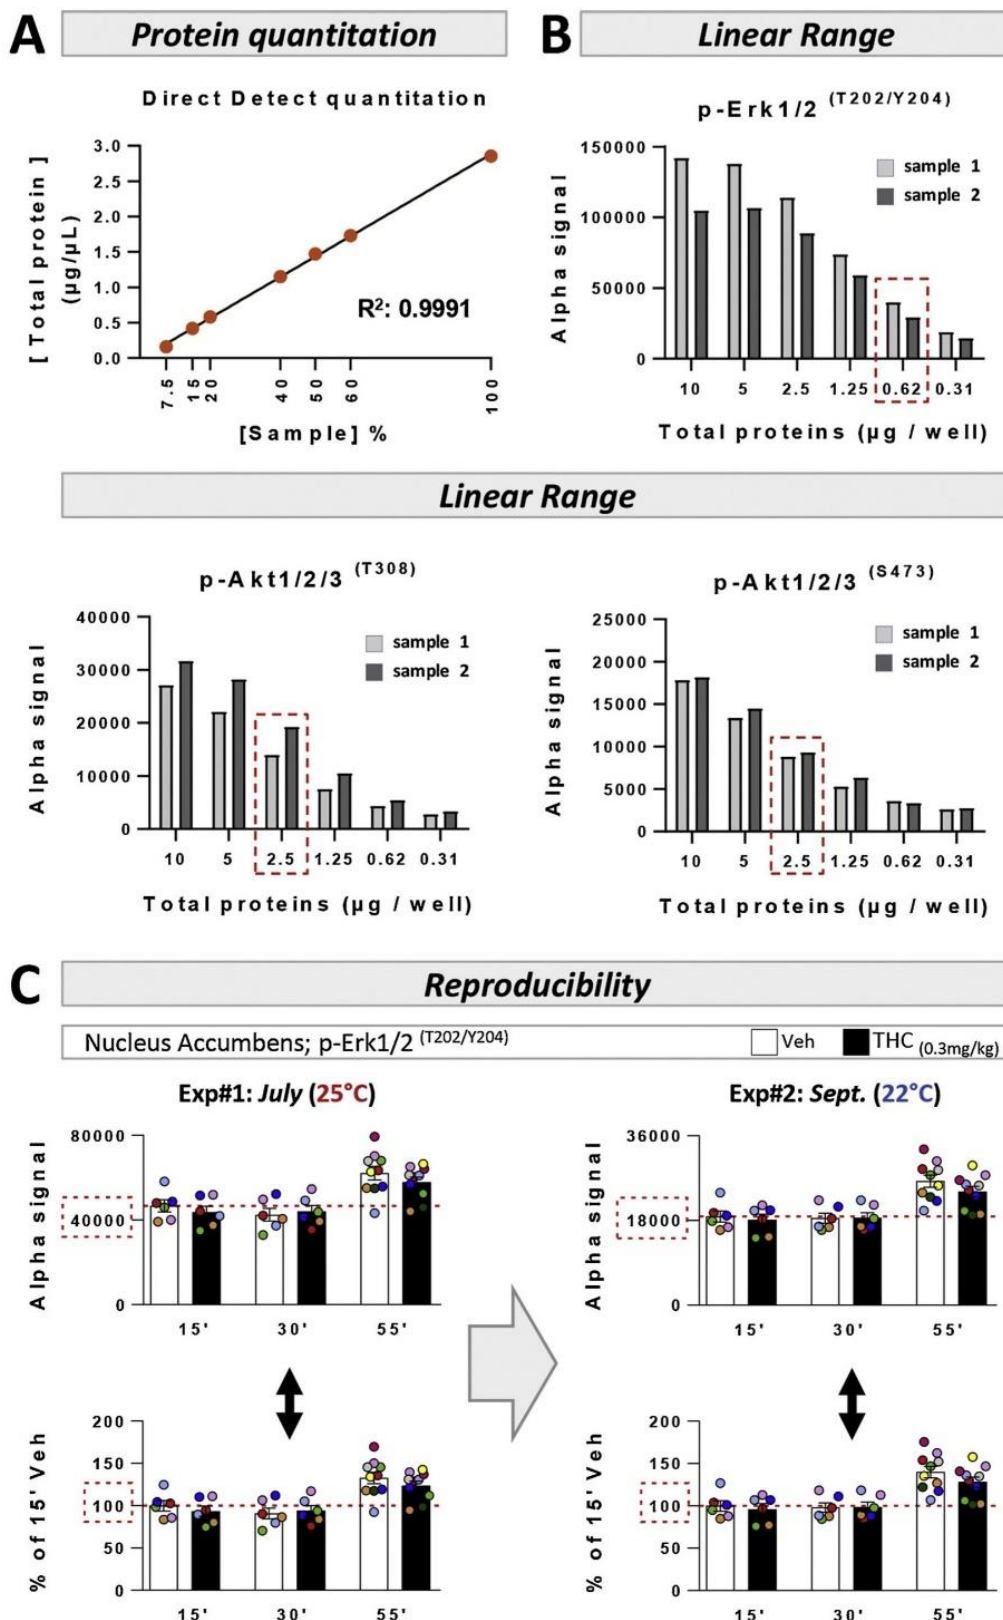 A
Protein quantitation
Direct Detect quantitation
[Total protein]
(µg/µL)
3.0
2.5
2.0
1.5
1.0
0.5
0.0
R²: 0.9991
7.5
15
20
40
50
60
100
[Sample] %
B
Linear Range
p-Erk1/2 (T202/Y204)
Alpha signal
150000
100000
50000
0
sample 1
sample 2
10 5 2.5 1.25 0.62 0.31
Total proteins (µg / well)
Linear Range
p-Akt1/2/3 (T308)
Alpha signal
40000
30000
20000
10000
0
sample 1
sample 2
10 5 2.5 1.25 0.62 0.31
Total proteins (µg / well)
p-Akt1/2/3 (S473)
Alpha signal
25000
20000
15000
10000
5000
0
sample 1
sample 2
10 5 2.5 1.25 0.62 0.31
Total proteins (µg / well)
C
Reproducibility
Nucleus Accumbens; p-Erk1/2 (T202/Y204)
Veh
THC (0.3mg/kg)
Exp#1: July (25°C)
Alpha signal
80000
40000
0
15' 30' 55'
Exp#2: Sept. (22°C)
Alpha signal
36000
18000
0
15' 30' 55'
% of 15' Veh
200
150
100
50
0
15' 30' 55'
% of 15' Veh
200
150
100
50
0
15' 30' 55'